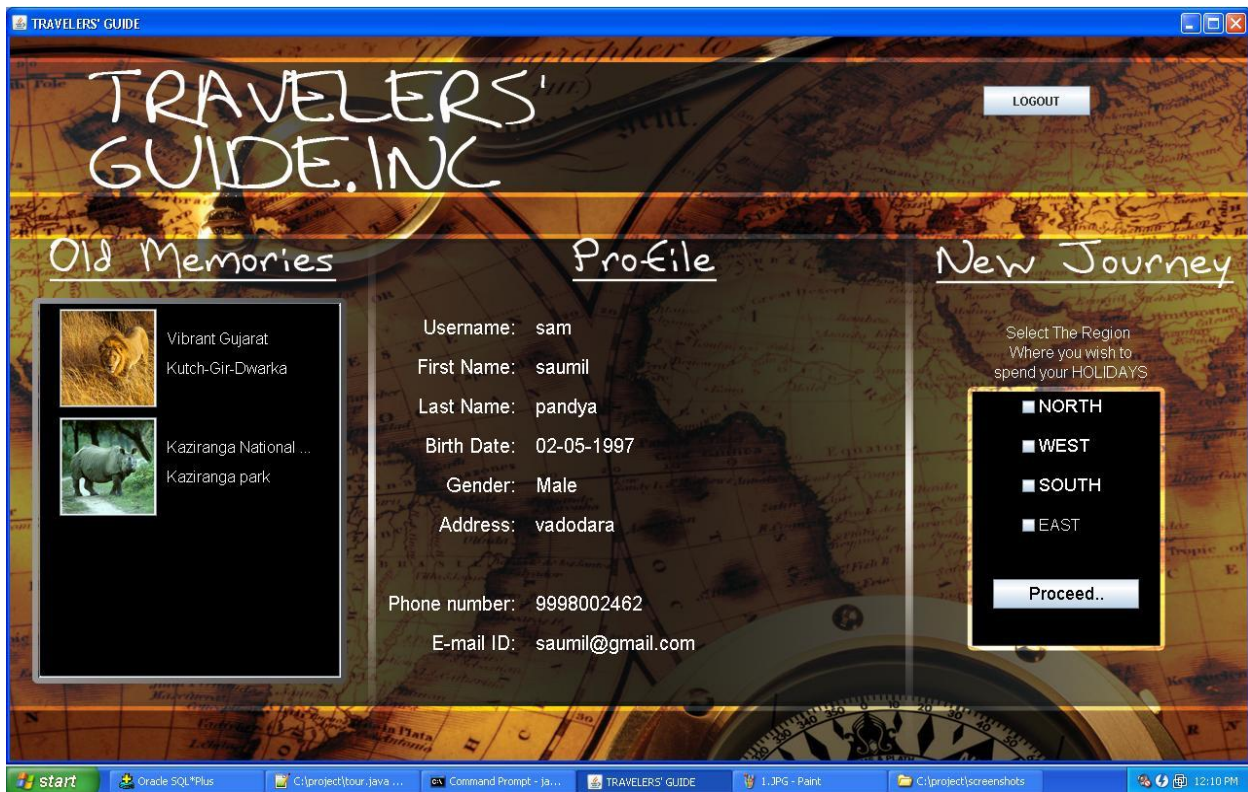 TRAVELERS' GUIDE
TRAVELERS'
GUIDE.INC
LOGOUT
Old Memories
Vibrant Gujarat
Kutch-Gir-Dwarka
Kaziranga National ...
Kaziranga park
Profile
Username: sam
First Name: saumil
Last Name: pandya
Birth Date: 02-05-1997
Gender: Male
Address: vadodara
Phone number: 9998002462
E-mail ID: saumil@gmail.com
New Journey
Select The Region
Where you wish to
spend your HOLIDAYS
NORTH
WEST
SOUTH
EAST
Proceed..
start
Oracle SQL*Plus
C:\project\tour.java ...
Command Prompt - ja...
TRAVELERS' GUIDE
1.JPG - Paint
C:\project\screenshots
12:10 PM